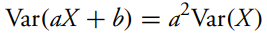 Var(aX + b) = a²Var(X)